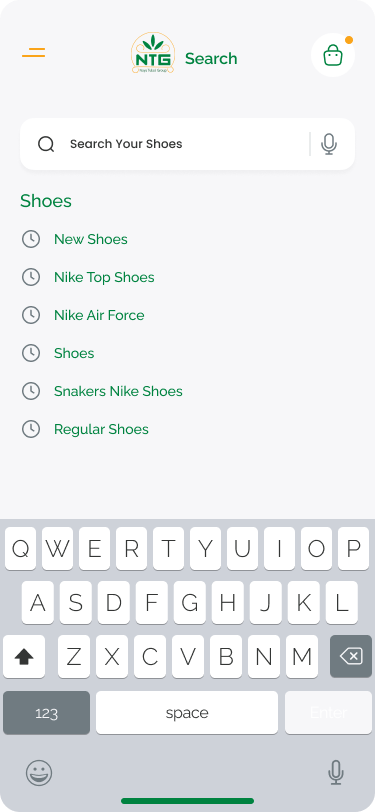 NTG
Search
Search Your Shoes
Shoes
New Shoes
Nike Top Shoes
Nike Air Force
Shoes
Snakers Nike Shoes
Regular Shoes
Q W E R T Y U I O P
A S D F G H J K L
Z X C V B N M
123 space Enter